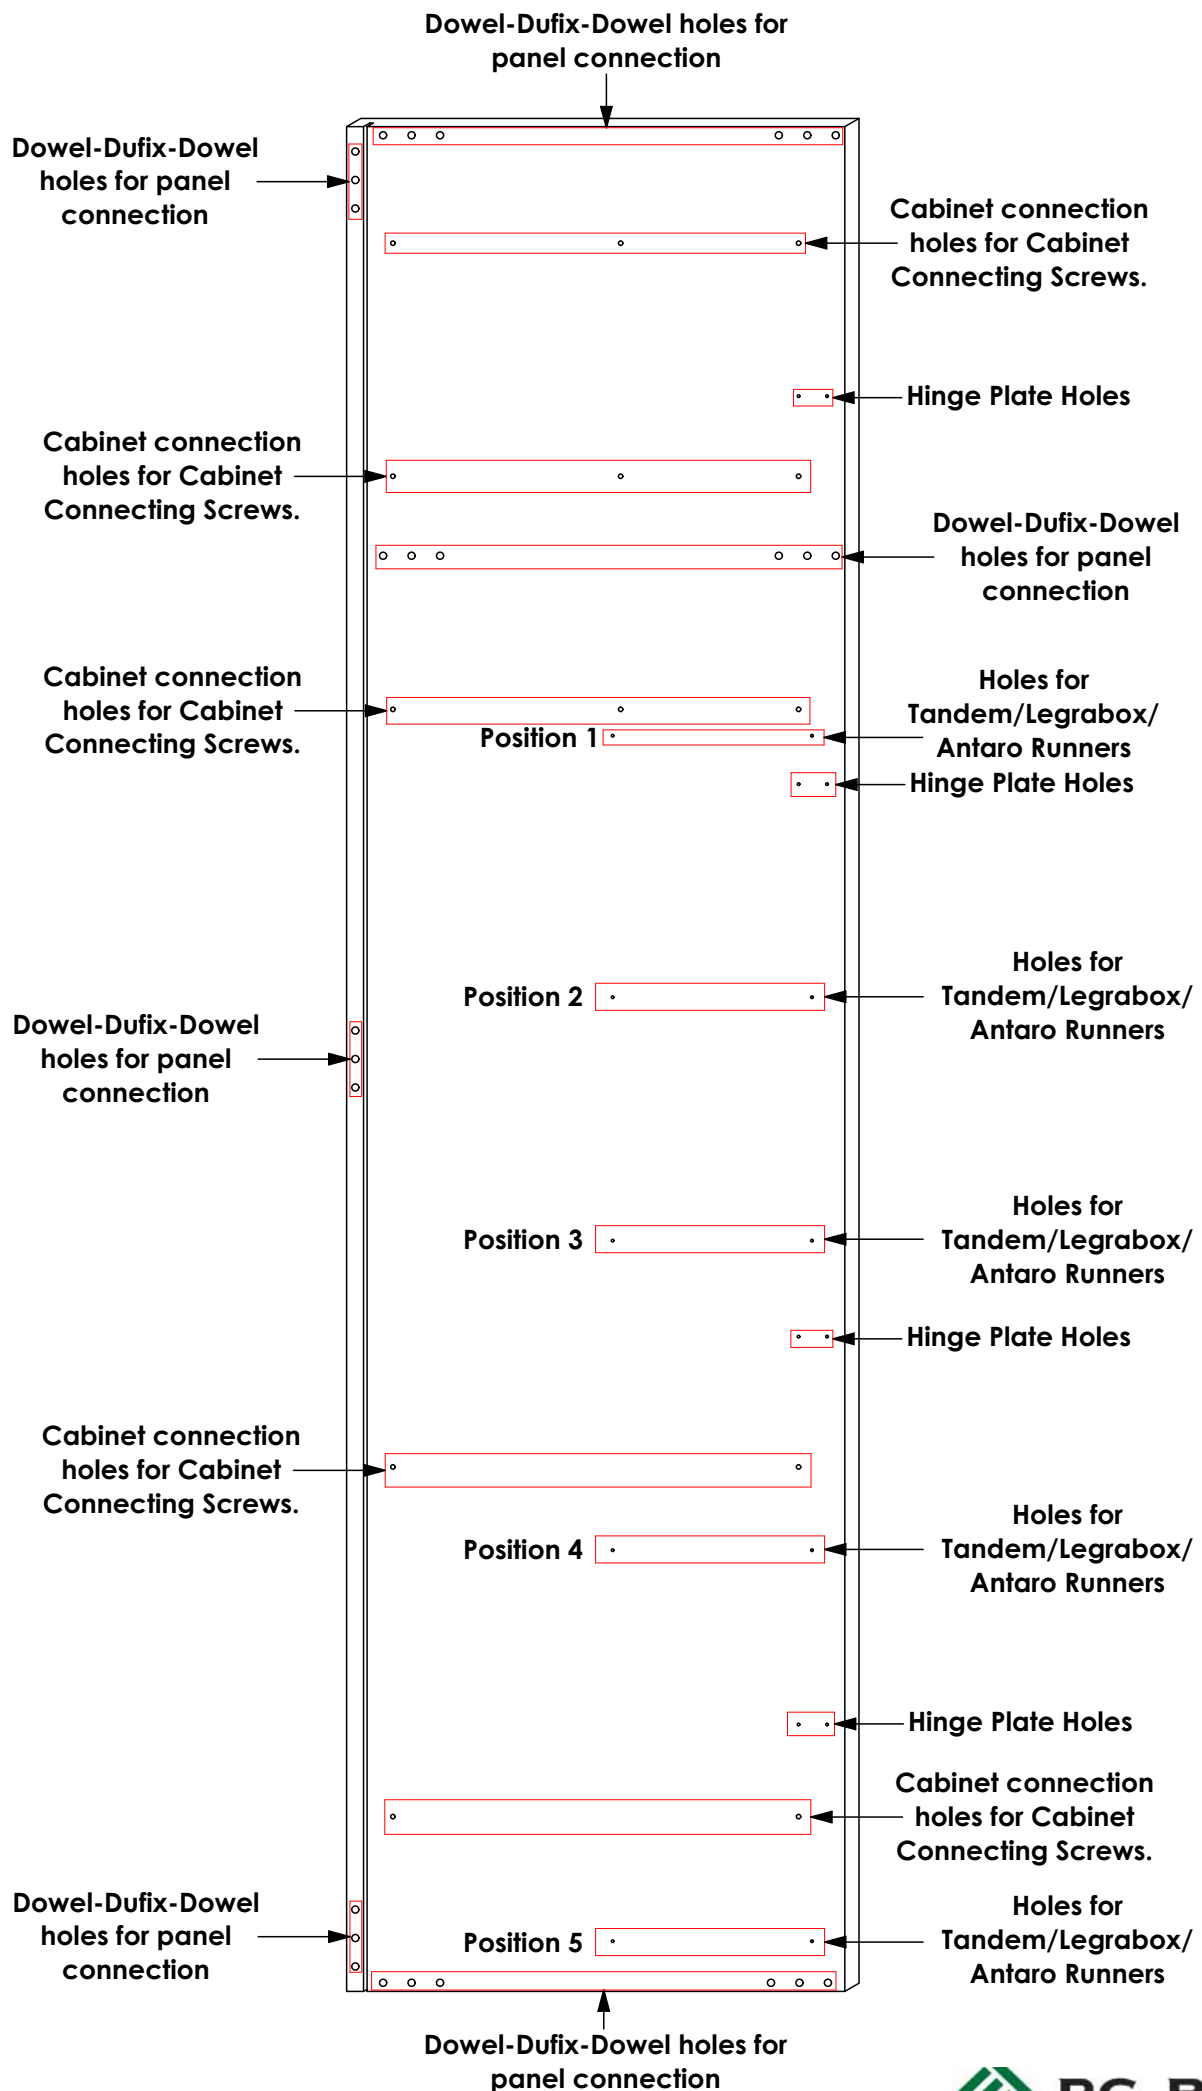 Dowel-Dufix-Dowel holes for
panel connection
Dowel-Dufix-Dowel
holes for panel
connection
Cabinet connection
holes for Cabinet
Connecting Screws.
Hinge Plate Holes
Cabinet connection
holes for Cabinet
Connecting Screws.
Dowel-Dufix-Dowel
holes for panel
connection
Cabinet connection
holes for Cabinet
Connecting Screws.
Holes for
Tandem/Legrabox/
Antaro Runners
Position 1
Hinge Plate Holes
Position 2
Holes for
Tandem/Legrabox/
Antaro Runners
Dowel-Dufix-Dowel
holes for panel
connection
Position 3
Holes for
Tandem/Legrabox/
Antaro Runners
Hinge Plate Holes
Cabinet connection
holes for Cabinet
Connecting Screws.
Position 4
Holes for
Tandem/Legrabox/
Antaro Runners
Hinge Plate Holes
Cabinet connection
holes for Cabinet
Connecting Screws.
Dowel-Dufix-Dowel
holes for panel
connection
Position 5
Holes for
Tandem/Legrabox/
Antaro Runners
Dowel-Dufix-Dowel holes for
panel connection